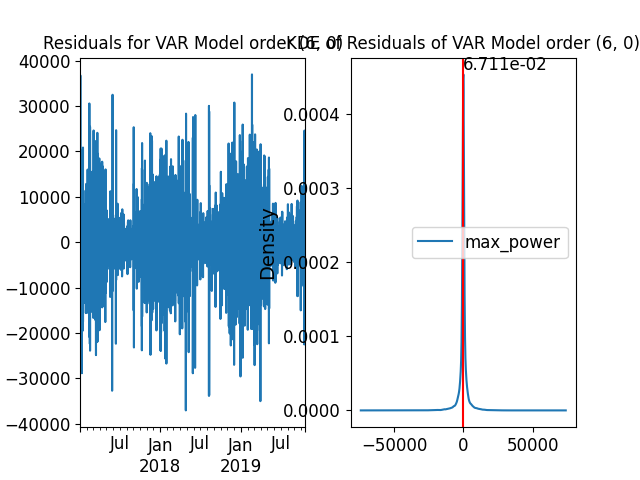 Residuals for VAR Model order (6, 0)
KDE of Residuals of VAR Model order (6, 0)
40000
30000
20000
10000
0
−10000
−20000
−30000
−40000
Jul
Jan
2018
Jul
Jan
2019
Jul
6.711e-02
Density
0.0004
0.0003
0.0002
0.0001
0.0000
max_power
−50000
0
50000